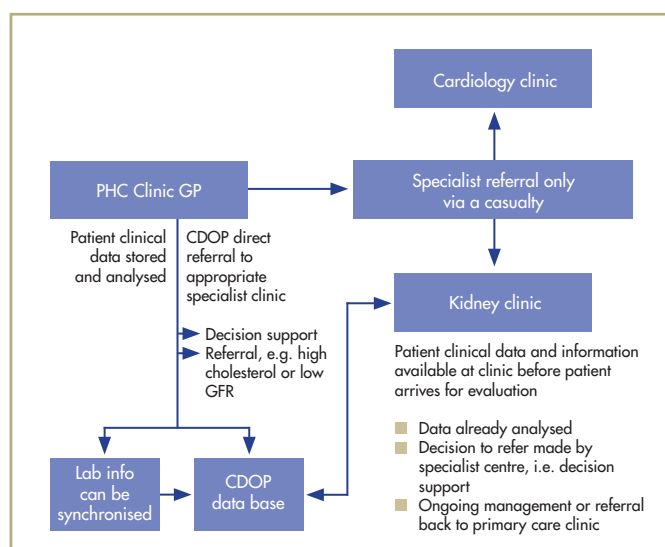 Cardiology clinic
PHC Clinic GP
Specialist referral only
via a casualty
Patient clinical
data stored
and analysed
CDOP direct
referral to
appropriate
specialist clinic
Kidney clinic
Decision support
Referral, e.g. high
cholesterol or low
GFR
Patient clinical data and information
available at clinic before patient
arrives for evaluation
Data already analysed
Decision to refer made by
specialist centre, i.e. decision
support
Ongoing management or referral
back to primary care clinic
Lab info
can be
synchronised
CDOP
data base